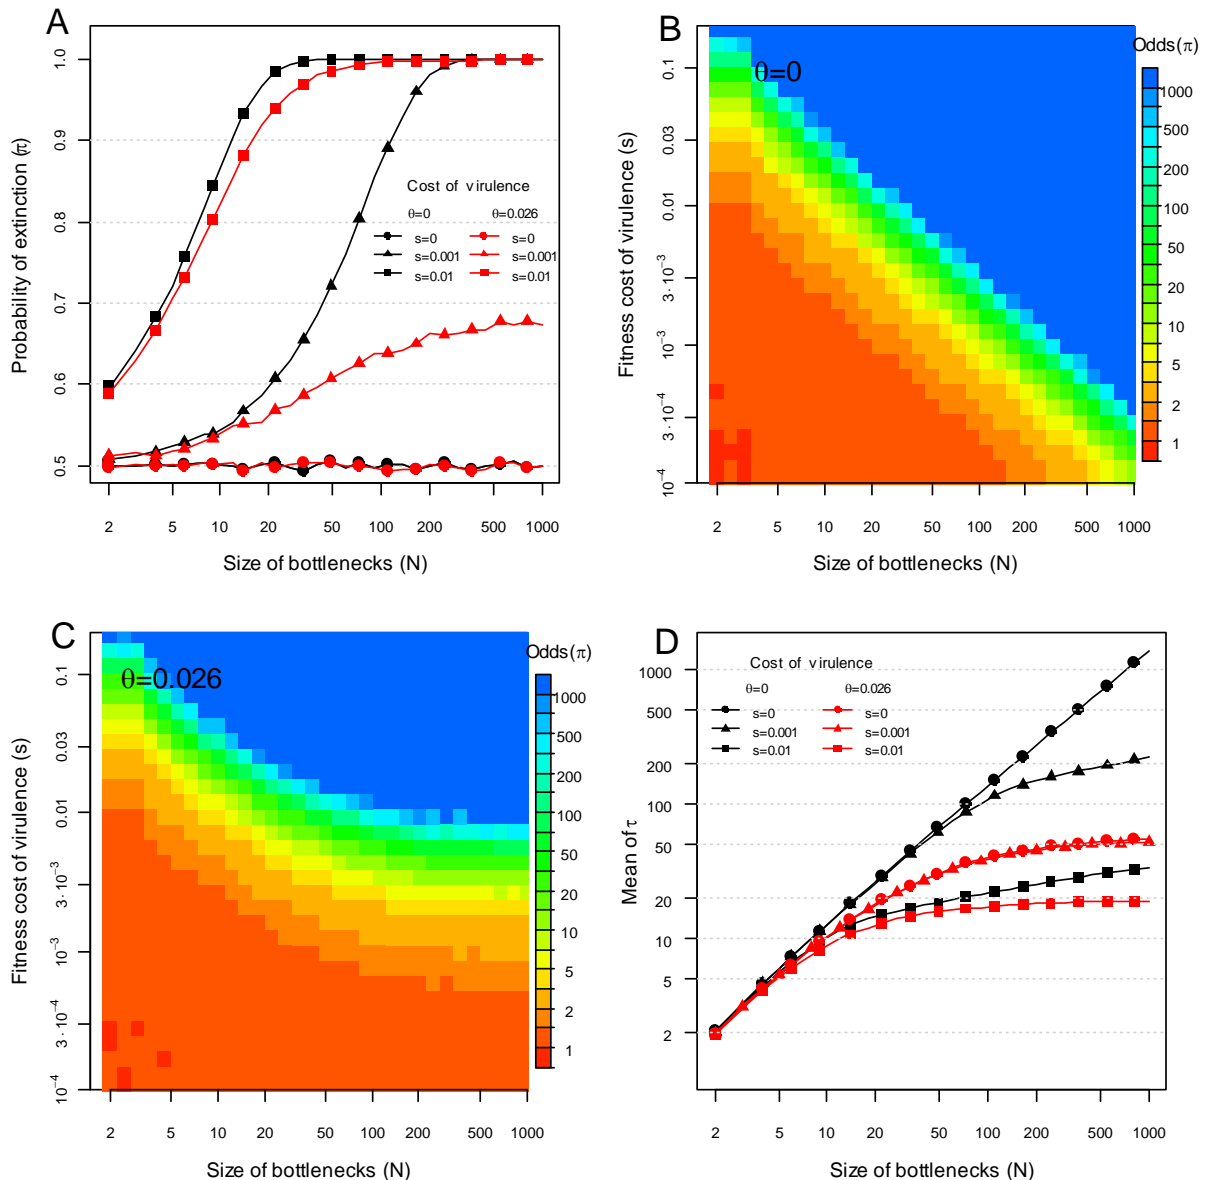 A
Probability of extinction (π)
1.0
0.9
0.8
0.7
0.6
0.5
Cost of virulence
θ=0 θ=0.026
s=0 s=0
s=0.001 s=0.001
s=0.01 s=0.01
2 5 10 20 50 100 200 500 1000
Size of bottlenecks (N)
B
θ=0
Fitness cost of virulence (s)
0.1
0.03
0.01
3·10⁻³
10⁻³
3·10⁻⁴
10⁻⁴
2 5 10 20 50 100 200 500 1000
Size of bottlenecks (N)
Odds(π)
1000
500
200
100
50
20
10
5
2
1
C
θ=0.026
Fitness cost of virulence (s)
0.1
0.03
0.01
3·10⁻³
10⁻³
3·10⁻⁴
10⁻⁴
2 5 10 20 50 100 200 500 1000
Size of bottlenecks (N)
Odds(π)
1000
500
200
100
50
20
10
5
2
1
D
Mean of τ
1000
500
200
100
50
20
10
5
2
Cost of virulence
θ=0 θ=0.026
s=0 s=0
s=0.001 s=0.001
s=0.01 s=0.01
2 5 10 20 50 100 200 500 1000
Size of bottlenecks (N)